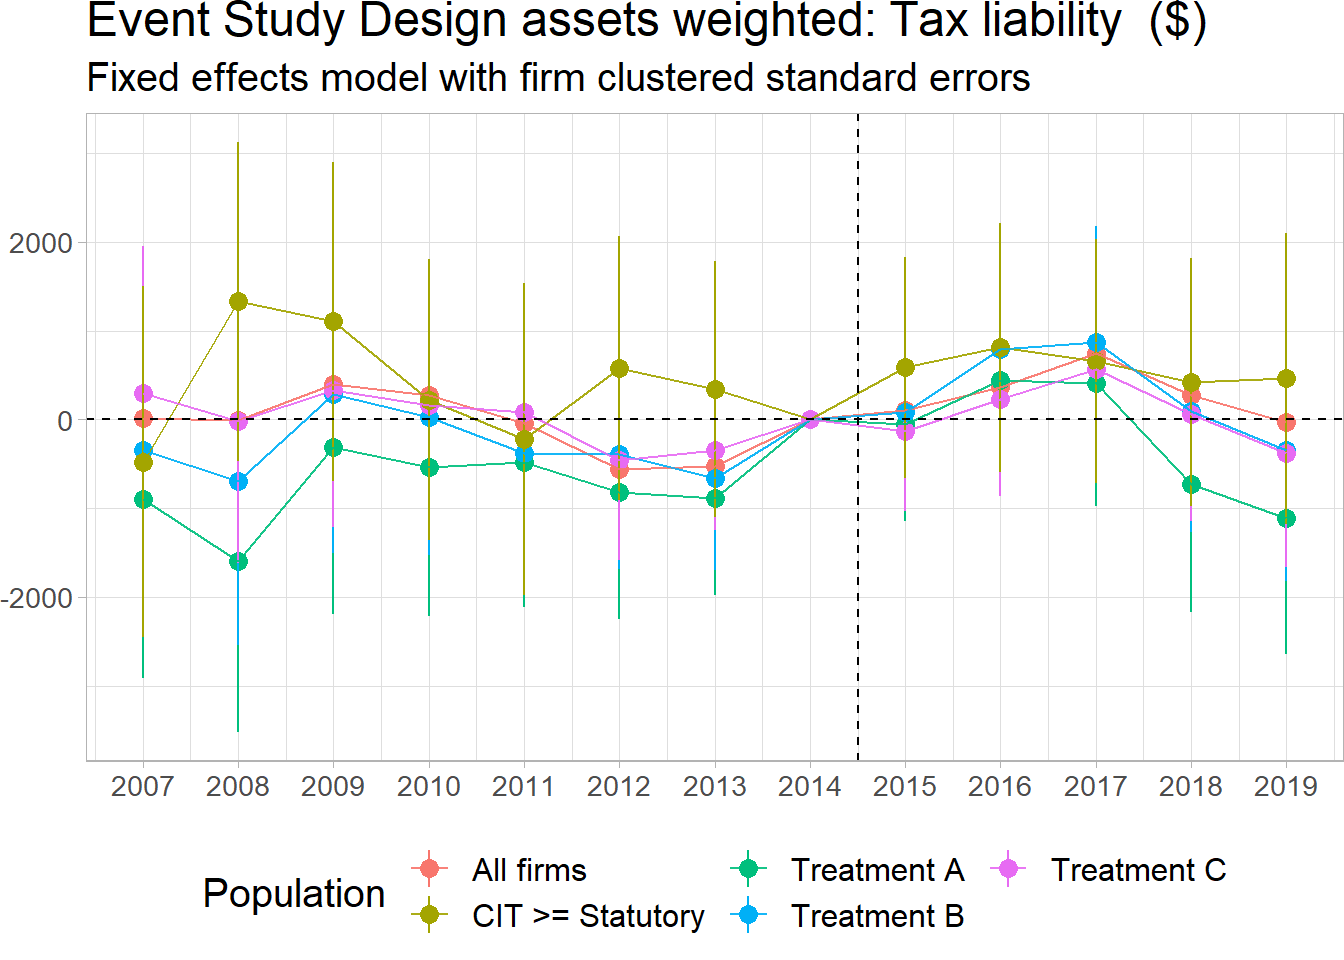 Event Study Design assets weighted: Tax liability  ($)
Fixed effects model with firm clustered standard errors
2000
0
-2000
2007 2008 2009 2010 2011 2012 2013 2014 2015 2016 2017 2018 2019
Population
All firms
CIT >= Statutory
Treatment A
Treatment B
Treatment C